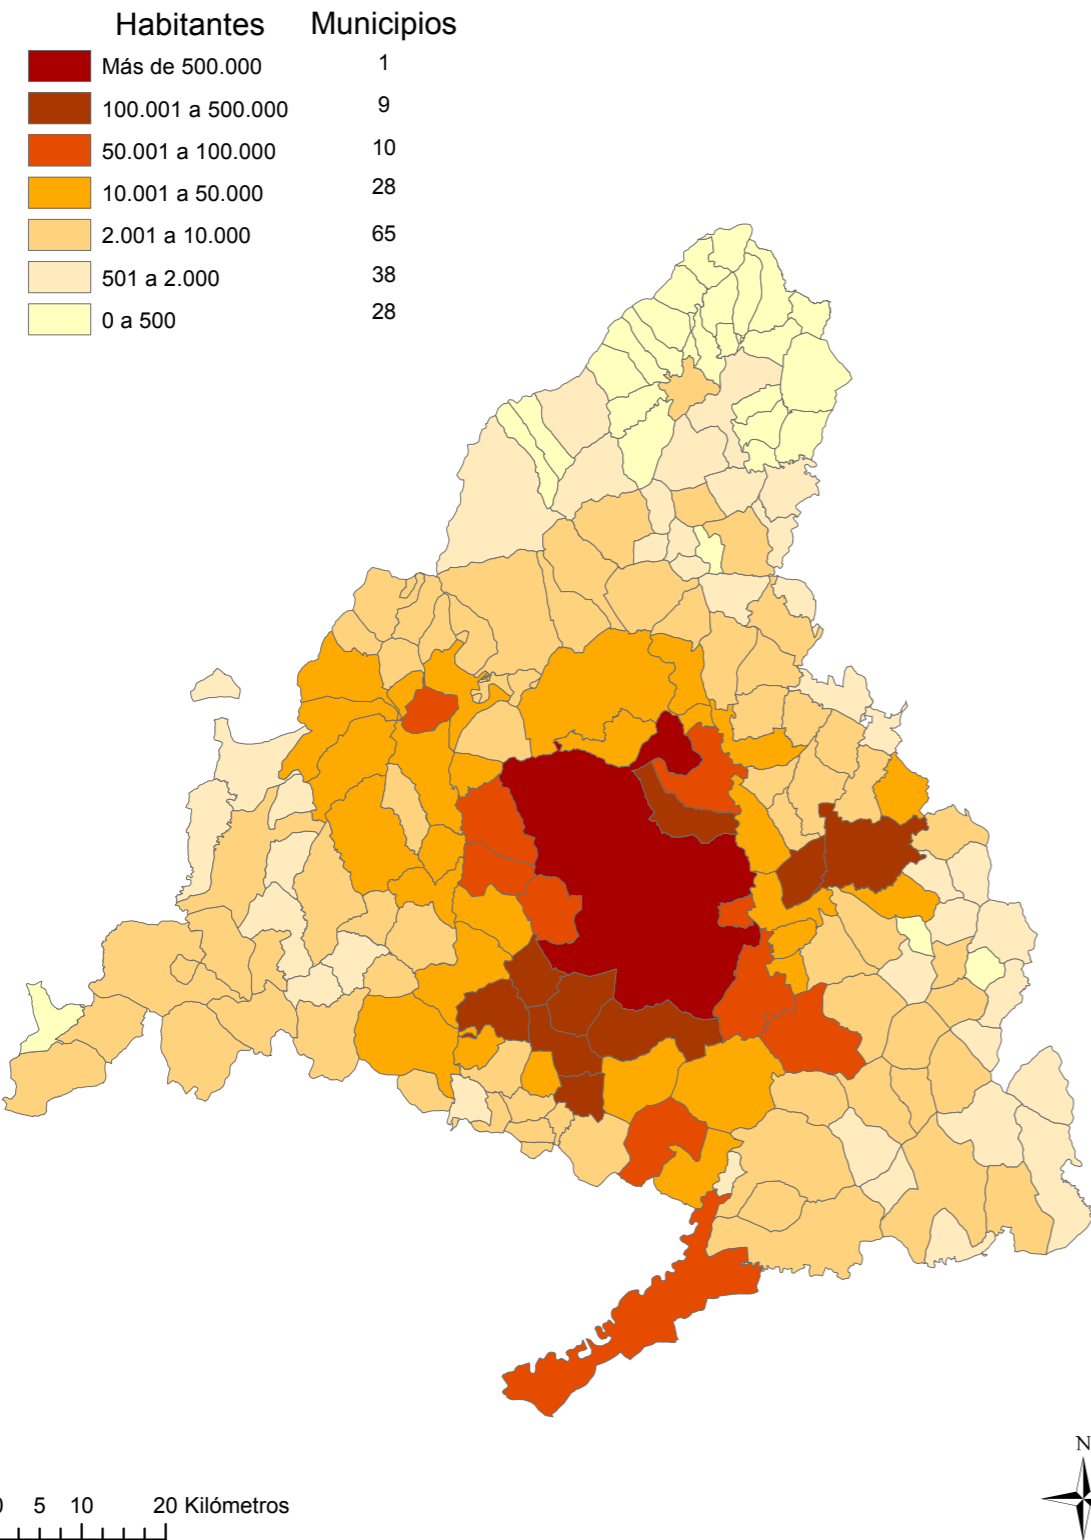 Habitantes Municipios
Más de 500.000 1
100.001 a 500.000 9
50.001 a 100.000 10
10.001 a 50.000 28
2.001 a 10.000 65
501 a 2.000 38
0 a 500 28
N
0 5 10 20 Kilómetros